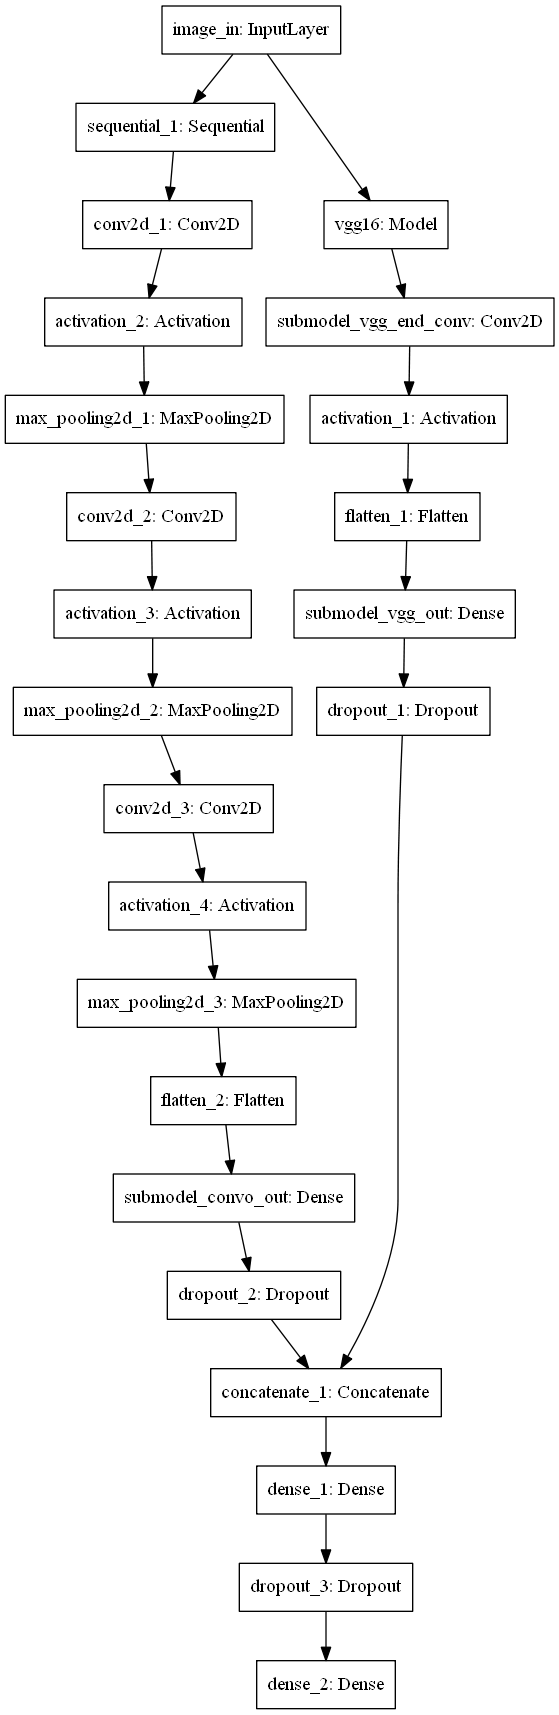 image_in: InputLayer
sequential_1: Sequential
conv2d_1: Conv2D
vgg16: Model
activation_2: Activation
submodel_vgg_end_conv: Conv2D
max_pooling2d_1: MaxPooling2D
activation_1: Activation
conv2d_2: Conv2D
flatten_1: Flatten
activation_3: Activation
submodel_vgg_out: Dense
max_pooling2d_2: MaxPooling2D
dropout_1: Dropout
conv2d_3: Conv2D
activation_4: Activation
max_pooling2d_3: MaxPooling2D
flatten_2: Flatten
submodel_convo_out: Dense
dropout_2: Dropout
concatenate_1: Concatenate
dense_1: Dense
dropout_3: Dropout
dense_2: Dense